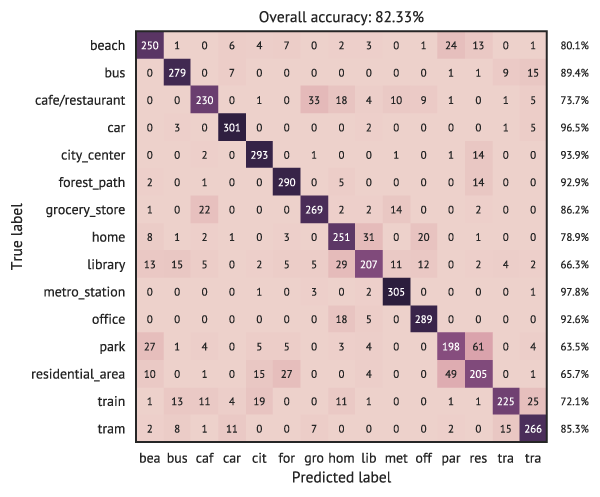 Overall accuracy: 82.33%
beach 250 1 0 6 4 7 0 2 3 0 1 24 13 0 1 80.1%
bus 0 279 0 7 0 0 0 0 0 0 0 1 1 9 15 89.4%
cafe/restaurant 0 0 230 0 1 0 33 18 4 10 9 1 0 1 5 73.7%
car 0 3 0 301 0 0 0 0 2 0 0 0 0 1 5 96.5%
city_center 0 0 2 0 293 0 1 0 0 1 0 1 14 0 0 93.9%
forest_path 2 0 1 0 0 290 0 5 0 0 0 0 14 0 0 92.9%
grocery_store 1 0 22 0 0 0 269 2 2 14 0 0 2 0 0 86.2%
home 8 1 2 1 0 3 0 251 31 0 20 0 1 0 0 78.9%
library 13 15 5 0 2 5 5 29 207 11 12 0 2 4 2 66.3%
metro_station 0 0 0 0 1 0 3 0 2 305 0 0 0 0 1 97.8%
office 0 0 0 0 0 0 0 18 5 0 289 0 0 0 0 92.6%
park 27 1 4 0 5 5 0 3 4 0 0 198 61 0 4 63.5%
residential_area 10 0 1 0 15 27 0 0 4 0 0 49 205 0 1 65.7%
train 1 13 11 4 19 0 0 11 1 0 0 1 1 225 25 72.1%
tram 2 8 1 11 0 0 7 0 0 0 0 2 0 15 266 85.3%
bea bus caf car cit for gro hom lib met off par res tra tra
Predicted label
True label